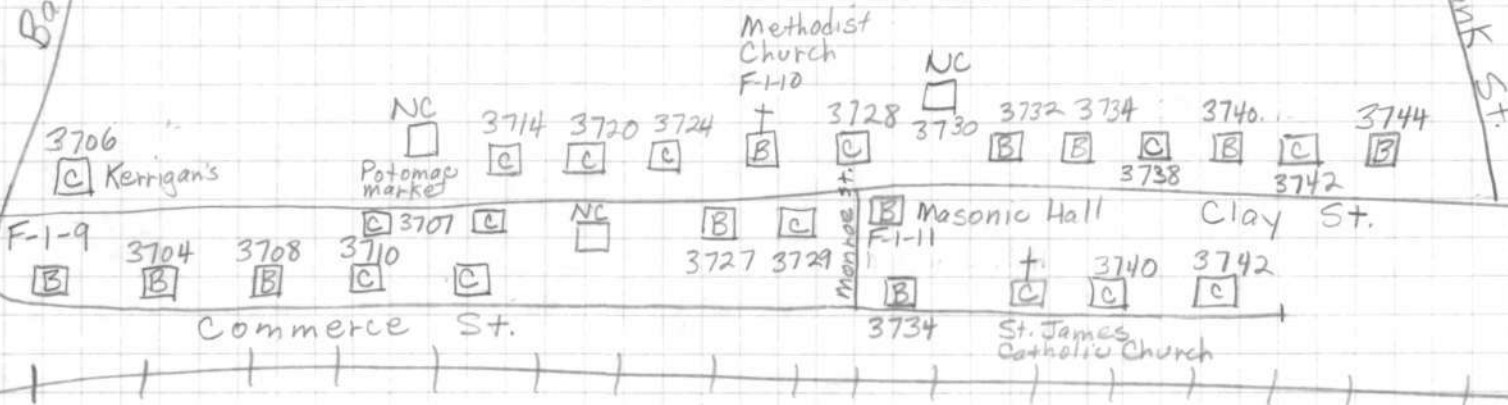 Methodist
Church
F-1-10
NC
NC
3706
3714 3720 3724
3728
3730
3732 3734
3740
3744
B
C
B
B
C
B
C
B
C
C
C
C Kerrigan's
Potomac
market
3738
3742
C 3707
C
NC
B
C
Monroe St.
B Masonic Hall
F-1-11
Clay St.
F-1-9
3704
3708
3710
3727 3729
B
B
B
C
C
3740
3742
B
C
C
C
3734
Commerce St.
St. James
Catholic Church